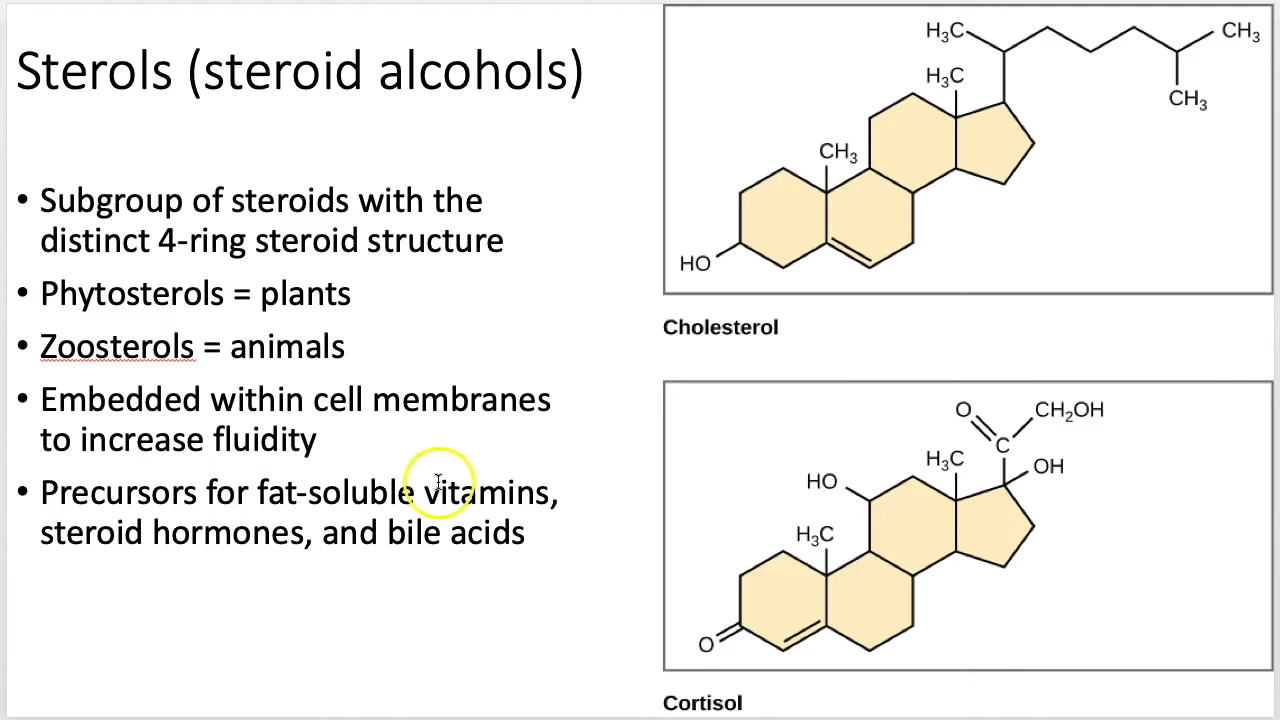 Sterols (steroid alcohols)
• Subgroup of steroids with the
distinct 4-ring steroid structure
• Phytosterols = plants
• Zoosterols = animals
• Embedded within cell membranes
to increase fluidity
• Precursors for fat-soluble vitamins,
steroid hormones, and bile acids
H₃C
CH₃
H₃C
CH₃
CH₃
HO
Cholesterol
O
CH₂OH
C
H₃C
OH
HO
H₃C
O
Cortisol